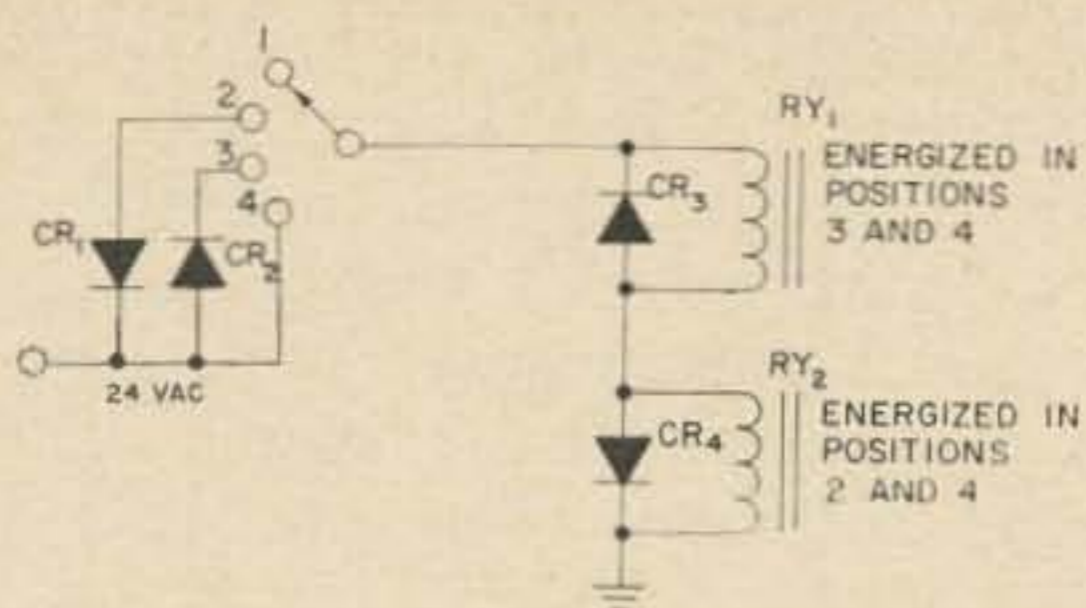 1
2
3
4
CR1
CR2
24 VAC
RY1
ENERGIZED IN
POSITIONS
3 AND 4
CR3
RY2
ENERGIZED IN
POSITIONS
2 AND 4
CR4